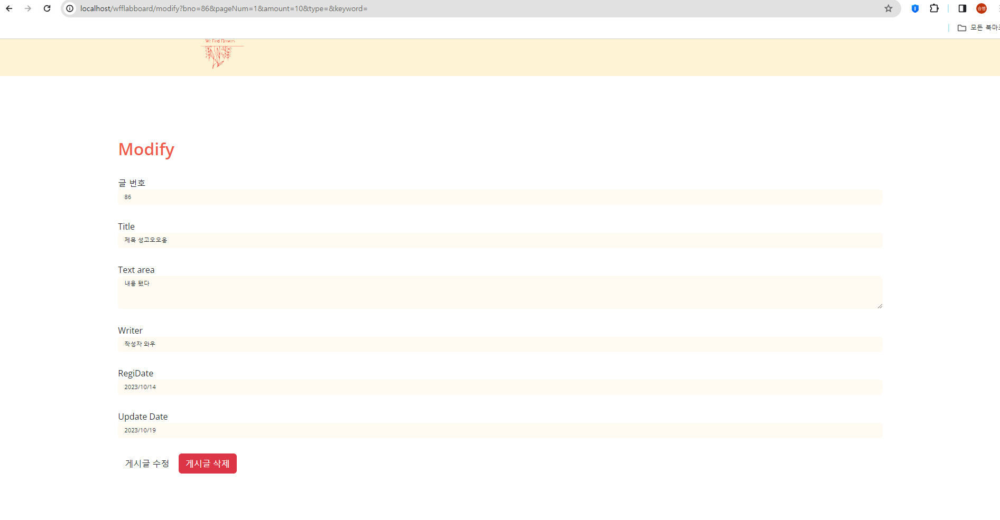 localhost/wfflabboard/modify?bno=86&pageNum=1&amount=10&type=&keyword=
승범
모든 북마크
We Find Flowers
Modify
글 번호
86
Title
제목 성고오오옹
Text area
내용 됐다
Writer
작성자 와우
RegiDate
2023/10/14
Update Date
2023/10/19
게시글 수정 게시글 삭제